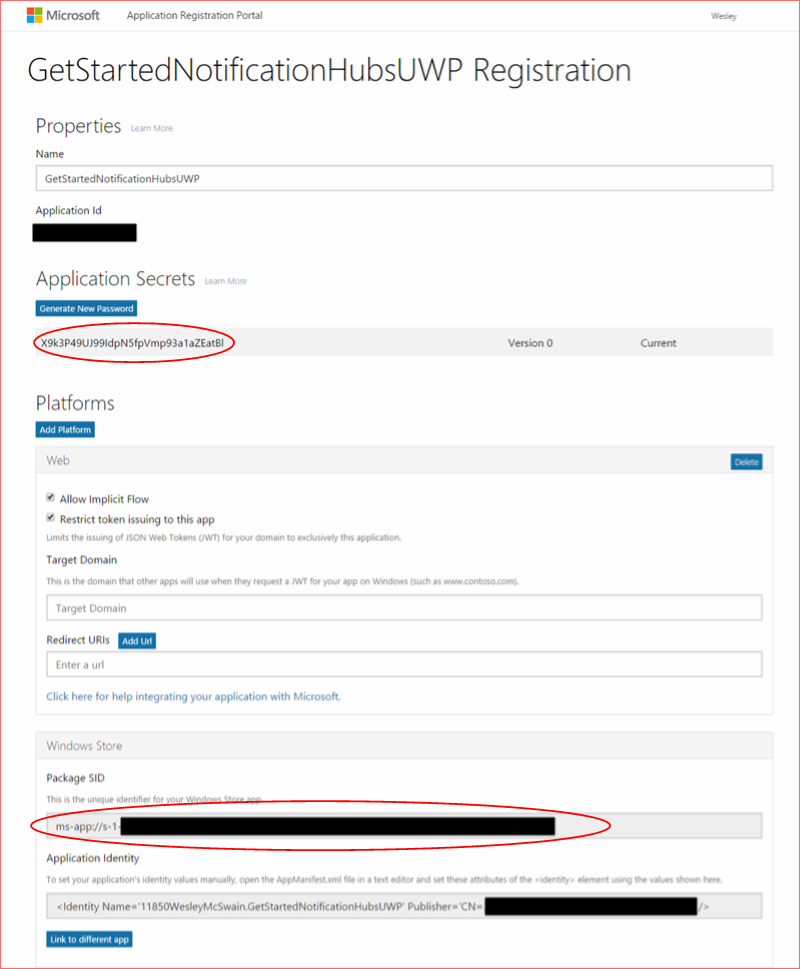 Microsoft Application Registration Portal Wesley
GetStartedNotificationHubsUWP Registration
Properties Learn More
Name
GetStartedNotificationHubsUWP
Application Id
Application Secrets Learn More
Generate New Password
X9k3P49UJ99IdpN5fpVmp93a1aZEatBl Version 0 Current
Platforms
Add Platform
Web Delete
Allow Implicit Flow
Restrict token issuing to this app
Limits the issuing of JSON Web Tokens (JWT) for your domain to exclusively this application.
Target Domain
This is the domain that other apps will use when they request a JWT for your app on Windows (such as www.contoso.com).
Target Domain
Redirect URIs Add Url
Enter a url
Click here for help integrating your application with Microsoft.
Windows Store
Package SID
This is the unique identifier for your Windows Store app.
ms-app://s-1-
Application Identity
To set your application's identity values manually, open the AppManifest.xml file in a text editor and set these attributes of the <identity> element using the values shown here.
<Identity Name='11850WesleyMcSwain.GetStartedNotificationHubsUWP' Publisher='CN= />
Link to different app